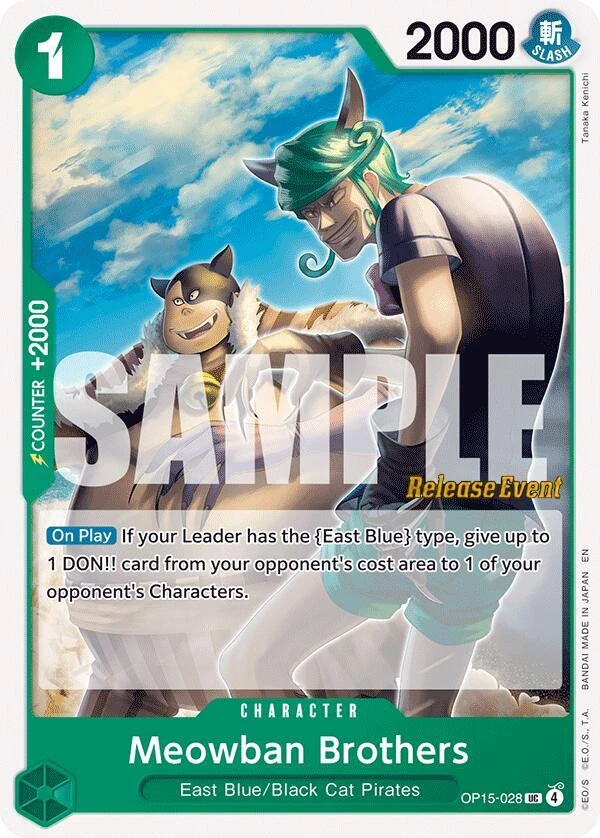 1
2000
斬
SLASH
Tanaka Kenichi
COUNTER +2000
SAMPLE
Release Event
On Play If your Leader has the {East Blue} type, give up to
1 DON!! card from your opponent's cost area to 1 of your
opponent's Characters.
CHARACTER
Meowban Brothers
East Blue/Black Cat Pirates
OP15-028 UC 4
©EO/S ©E.O./S., T.A. BANDAI MADE IN JAPAN EN